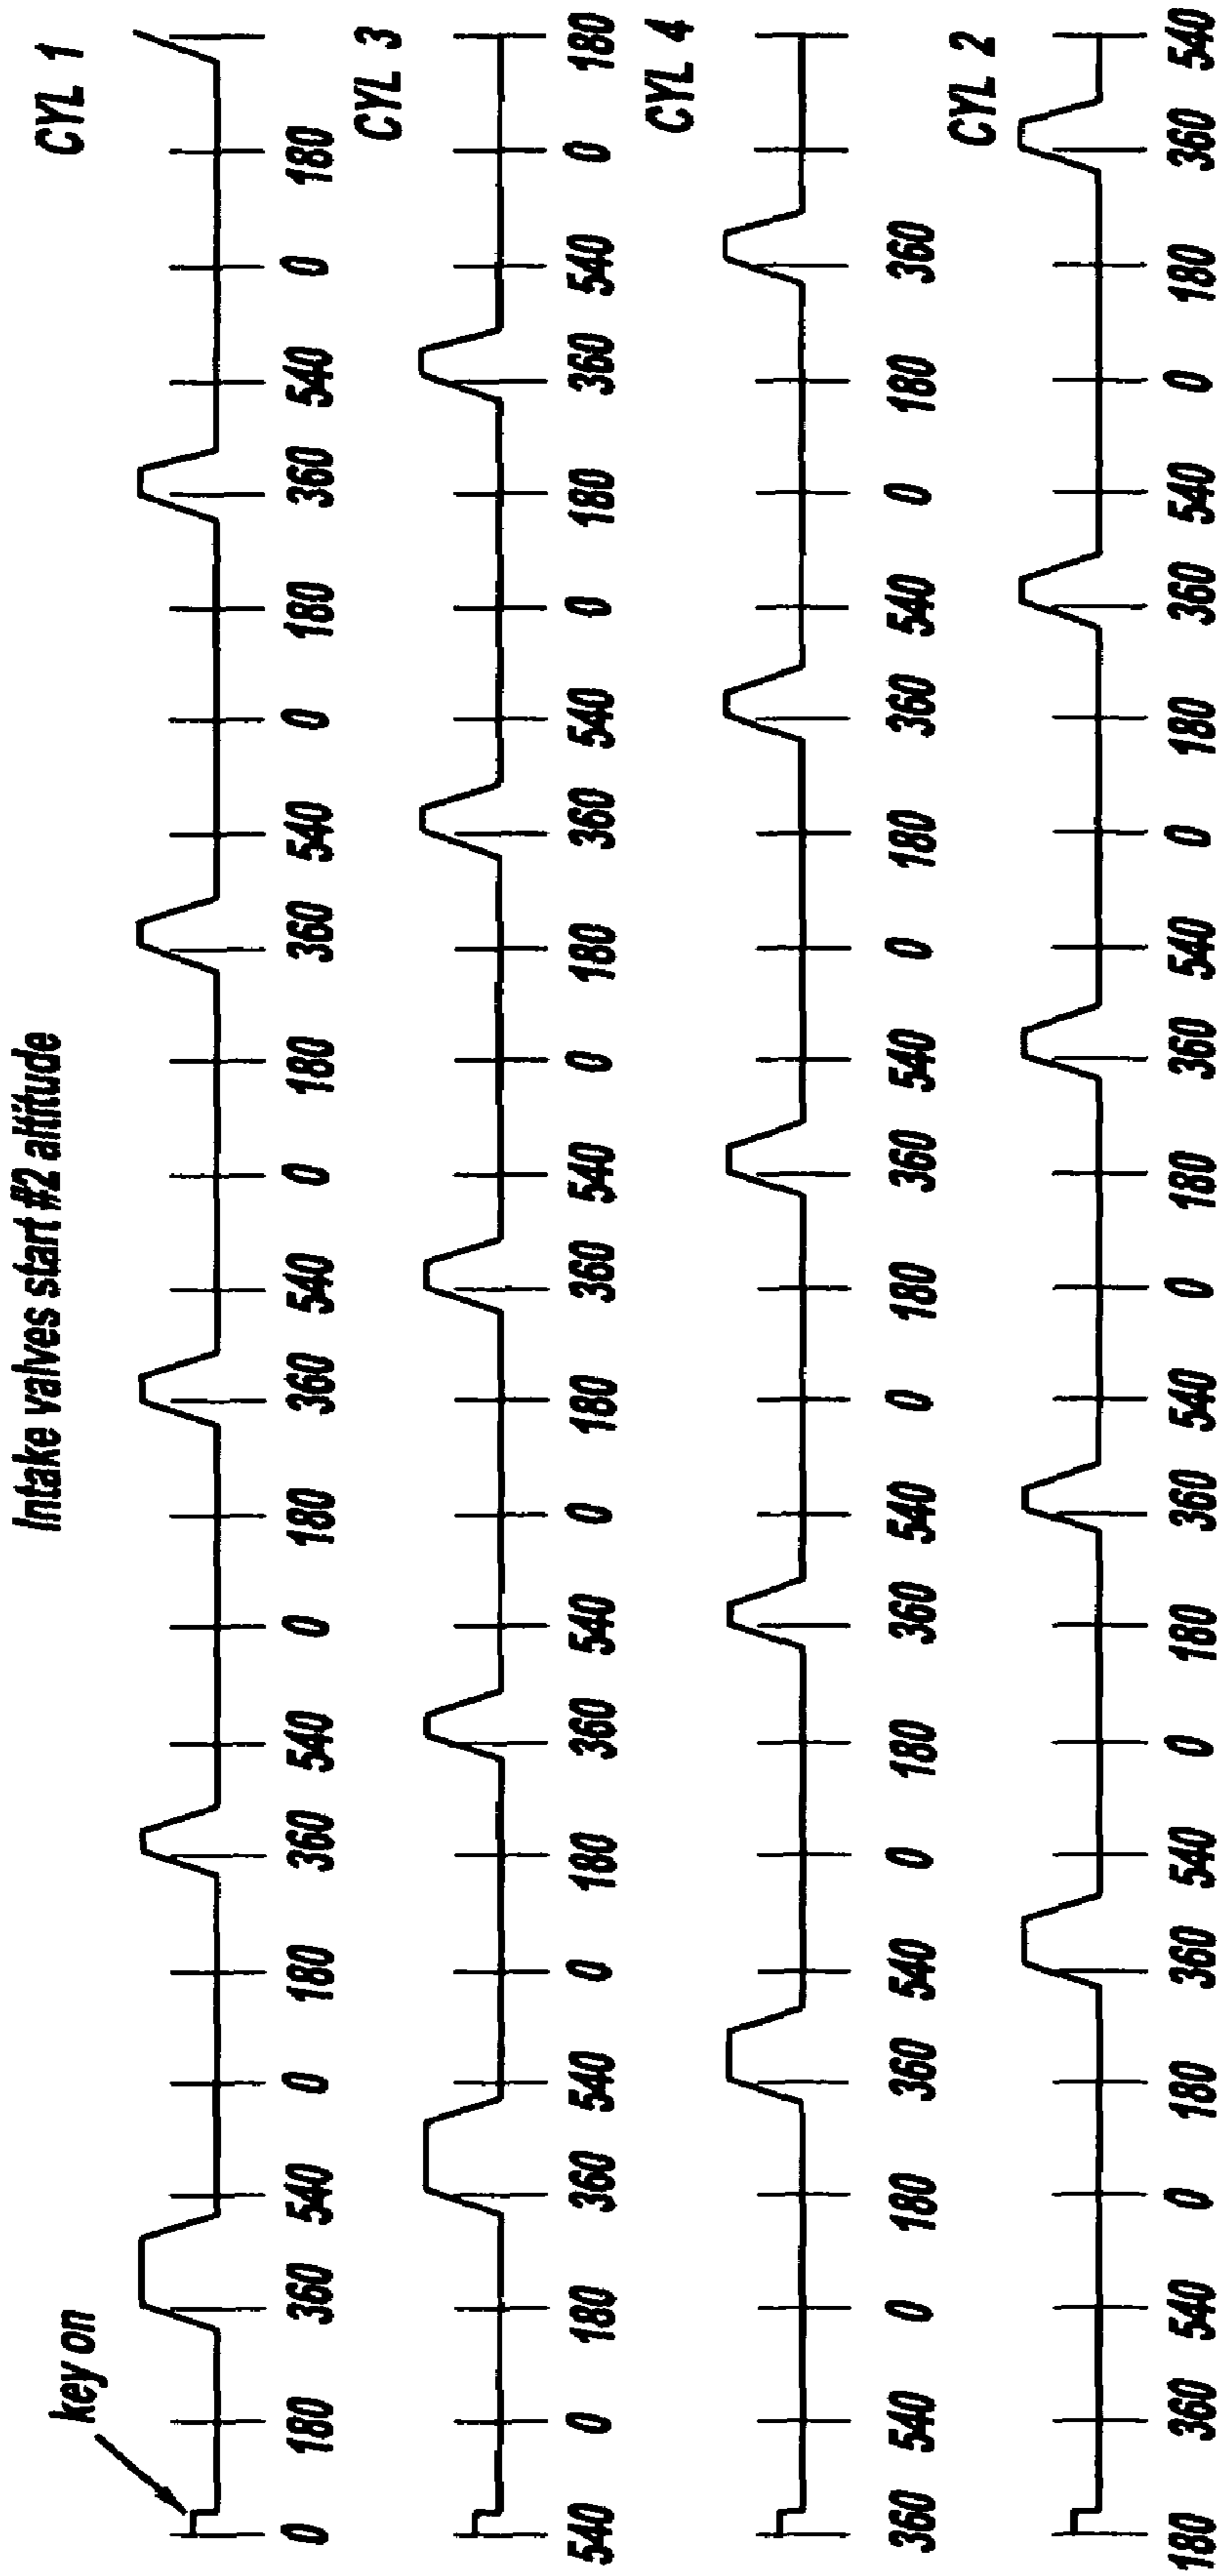 Intake valves start #2 altitude
key on
CYL 1
0 180 360 540 0 180 360 540 0 180 360 540 0 180 360 540 0 180 360 540 0 180
CYL 3
540 0 180 360 540 0 180 360 540 0 180 360 540 0 180 360 540 0 180 360 540 0 180
CYL 4
360 540 0 180 360 540 0 180 360 540 0 180 360 540 0 180 360 540 0 180 360
CYL 2
180 360 540 0 180 360 540 0 180 360 540 0 180 360 540 0 180 360 540 0 180 360 540